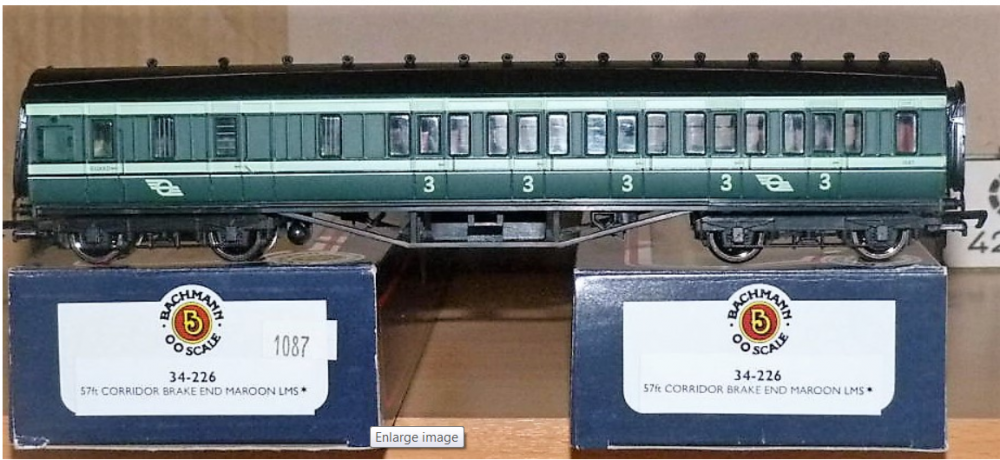 3 3 3 3 3
42
BACHMANN
OO SCALE
1087
34-226
57ft CORRIDOR BRAKE END MAROON LMS*
BACHMANN
OO SCALE
34-226
57ft CORRIDOR BRAKE END MAROON LMS*
Enlarge image